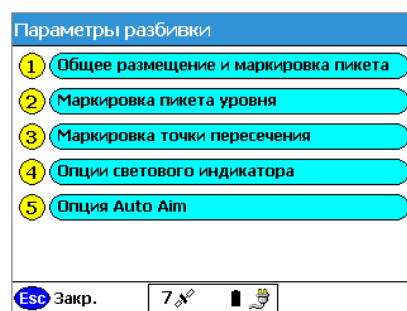 Параметры разбивки
1 Общее размещение и маркировка пикета
2 Маркировка пикета уровня
3 Маркировка точки пересечения
4 Опции светового индикатора
5 Опция Auto Aim
Esc Закр. 7